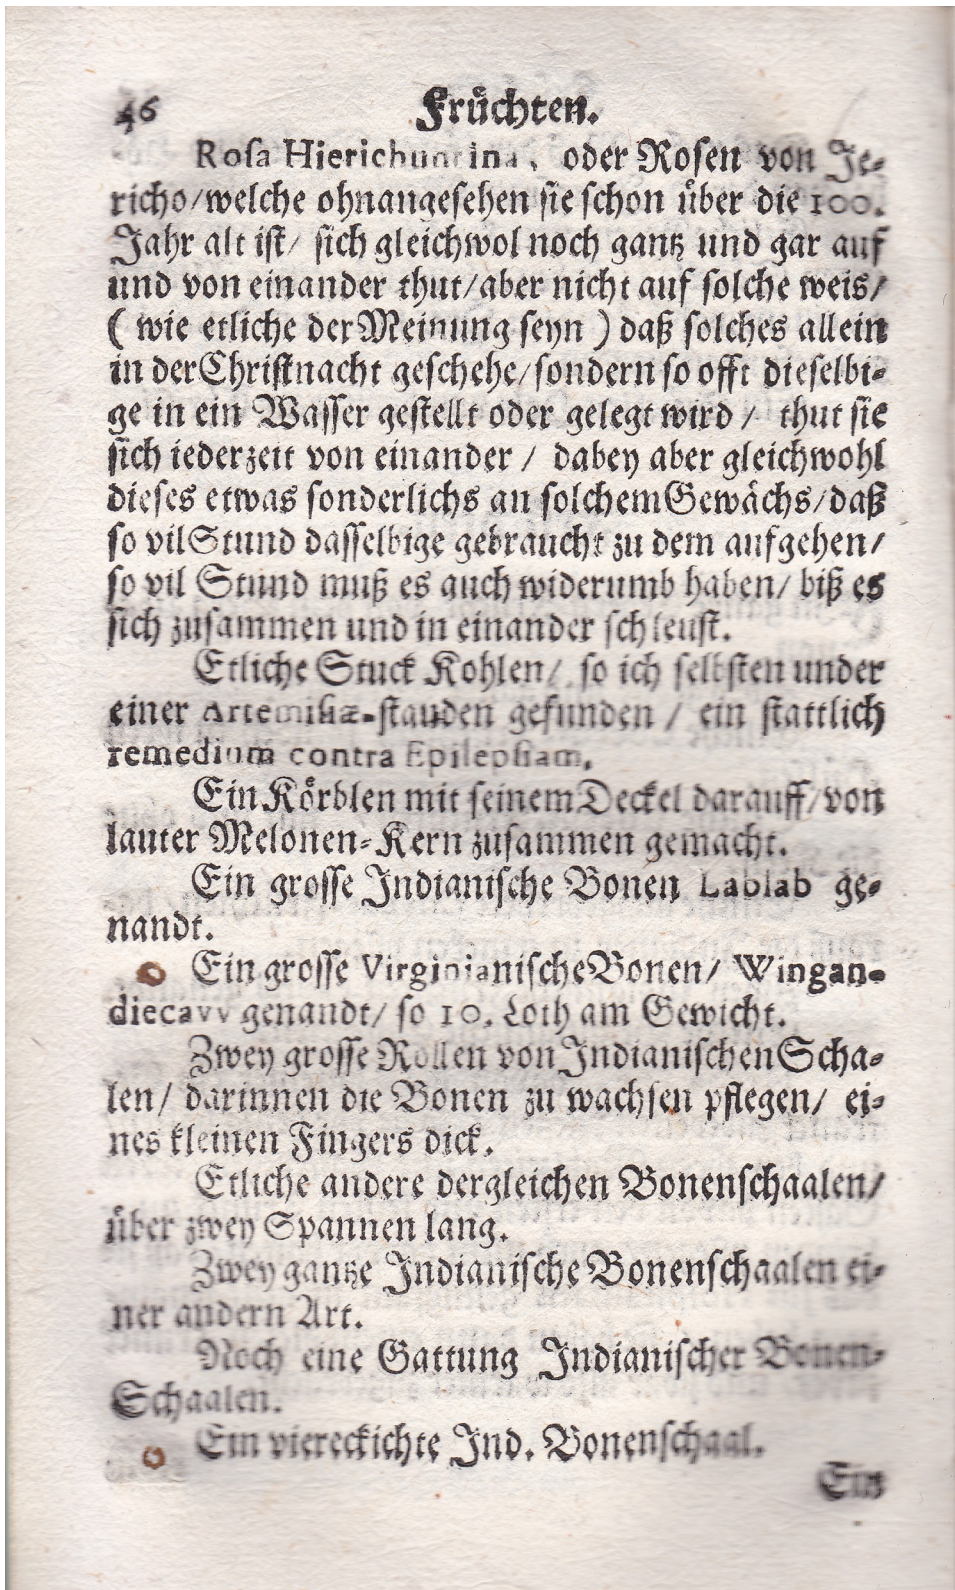 46 Früchten.
Roſa Hierichuntina, oder Roſen von Je⸗
richo/welche ohnangeſehen ſie ſchon über die 100.
Jahr alt iſt/ ſich gleichwol noch gantz und gar auf
und von einander thut/aber nicht auf ſolche weis/
( wie etliche der Meinung ſeyn ) daß ſolches allein
in der Chriſtnacht geſchehe/ſondern ſo offt dieſelbi⸗
ge in ein Waſſer geſtellt oder gelegt wird / thut ſie
ſich iederzeit von einander / dabey aber gleichwohl
dieſes etwas ſonderlichs an ſolchem Gewächs/daß
ſo vil Stund daſſelbige gebraucht zu dem aufgehen/
ſo vil Stund muß es auch widerumb haben/ biß es
ſich zuſammen und in einander ſchleuſt.
Etliche Stuck Kohlen/ ſo ich ſelbſten under
einer Artemiſiæ-ſtauden gefunden / ein ſtattlich
remedium contra Epilepſiam.
Ein Körblen mit ſeinem Deckel darauff/von
lauter Melonen⸗Kern zuſammen gemacht.
Ein groſſe Indianiſche Bonen Lablab ge⸗
nandt.
Ein groſſe Virginianiſche Bonen/ Wingan-
diecavv genandt/ ſo 10. Loth am Gewicht.
Zwey groſſe Rollen von Indianiſchen Scha⸗
len/ darinnen die Bonen zu wachſen pflegen/ ei⸗
nes kleinen Fingers dick.
Etliche andere dergleichen Bonenſchaalen/
über zwey Spannen lang.
Zwey gantze Indianiſche Bonenſchaalen ei⸗
ner andern Art.
Noch eine Gattung Indianiſcher Bonen⸗
Schaalen.
Ein viereckichte Ind. Bonenſchaal.
Ein